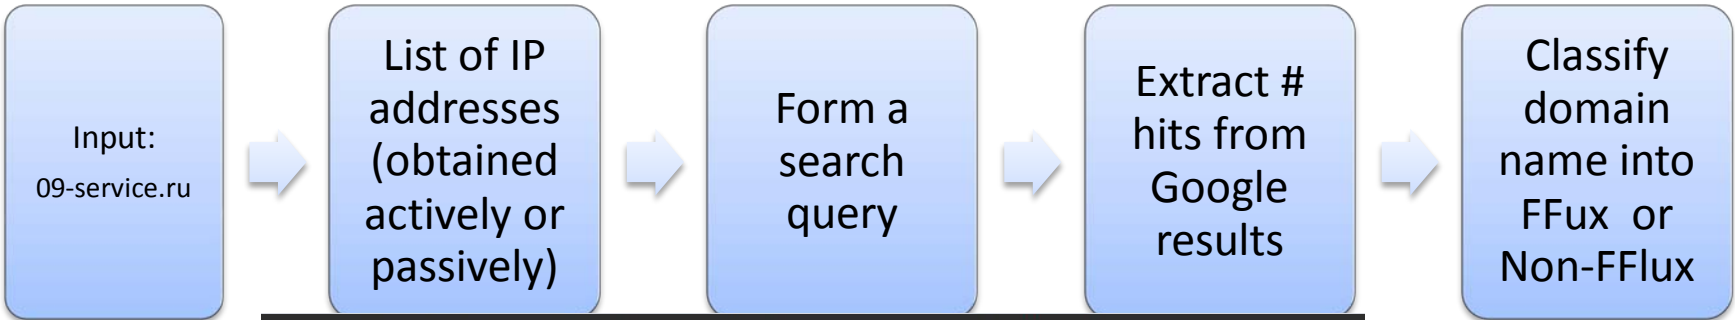 Input:
09-service.ru
List of IP
addresses
(obtained
actively or
passively)
Form a
search
query
Extract #
hits from
Google
results
Classify
domain
name into
FFux or
Non-FFlux